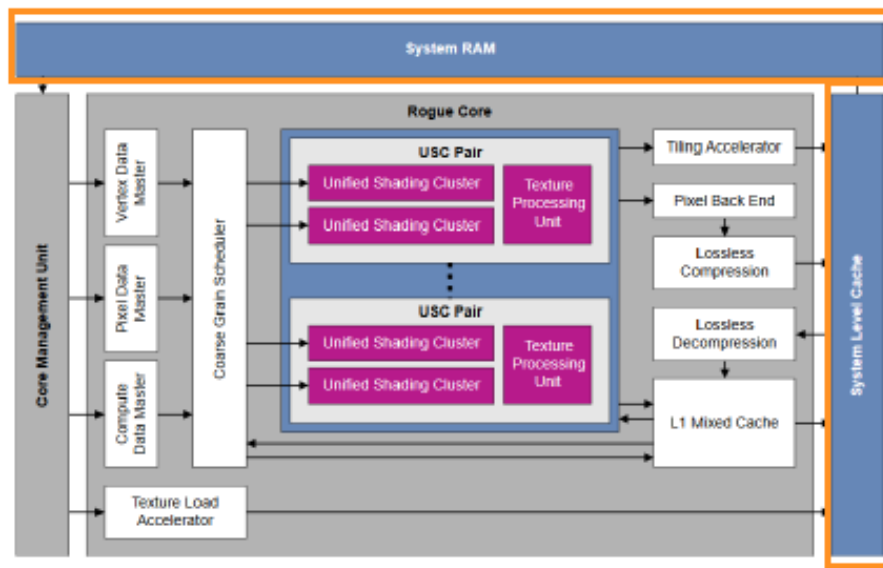 System RAM
Core Management Unit
Rogue Core
Vertex Data
Master
Pixel Data
Master
Compute
Data Master
Coarse Grain Scheduler
USC Pair
Unified Shading Cluster
Unified Shading Cluster
Texture
Processing
Unit
USC Pair
Unified Shading Cluster
Unified Shading Cluster
Texture
Processing
Unit
Tiling Accelerator
Pixel Back End
Lossless
Compression
Lossless
Decompression
L1 Mixed Cache
Texture Load
Accelerator
System Level Cache